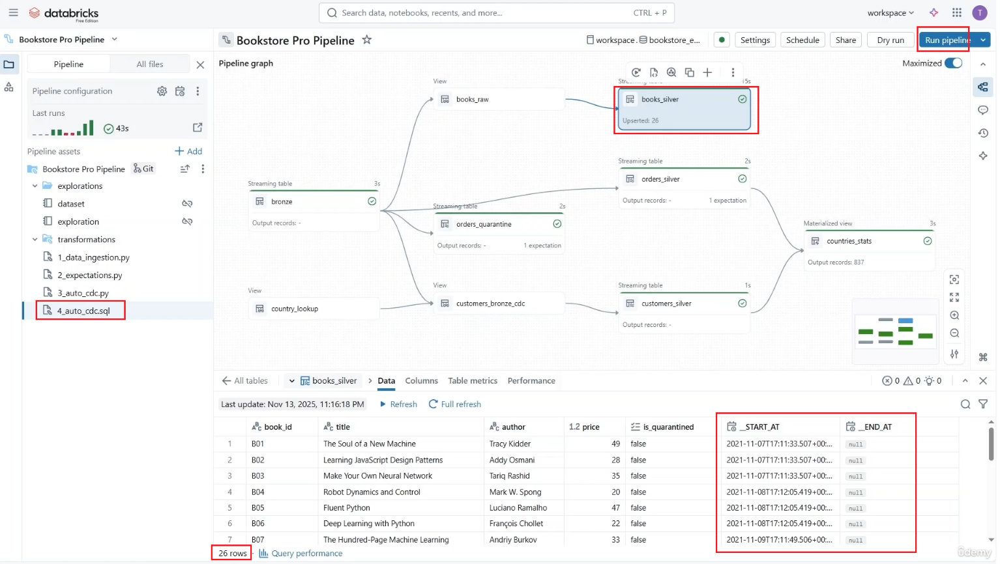 databricks
Free Edition
Search data, notebooks, recents, and more...
CTRL + P
workspace
T
Bookstore Pro Pipeline
Bookstore Pro Pipeline
workspace . bookstore_e...
Settings
Schedule
Share
Dry run
Run pipeline
Pipeline
All files
Pipeline graph
Maximized
Pipeline configuration
Last runs
43s
Pipeline assets
Add
Bookstore Pro Pipeline
Git
explorations
dataset
exploration
transformations
1_data_ingestion.py
2_expectations.py
3_auto_cdc.py
4_auto_cdc.sql
View
books_raw
Streaming table 15s
books_silver
Upserted: 26
Streaming table 2s
orders_silver
Output records: - 1 expectation
Streaming table 3s
bronze
Output records: -
Streaming table 2s
orders_quarantine
Output records: - 1 expectation
Materialized view 3s
countries_stats
Output records: 837
View
country_lookup
View
customers_bronze_cdc
Streaming table 1s
customers_silver
Output records: -
All tables
books_silver
Data
Columns
Table metrics
Performance
0 0 0
Last update: Nov 13, 2025, 11:16:18 PM
Refresh
Full refresh
book_id title author 1.2 price is_quarantined __START_AT __END_AT
1 B01 The Soul of a New Machine Tracy Kidder 49 false 2021-11-07T17:11:33.507+00:... null
2 B02 Learning JavaScript Design Patterns Addy Osmani 28 false 2021-11-07T17:11:33.507+00:... null
3 B03 Make Your Own Neural Network Tariq Rashid 35 false 2021-11-07T17:11:33.507+00:... null
4 B04 Robot Dynamics and Control Mark W. Spong 20 false 2021-11-08T17:12:05.419+00:... null
5 B05 Fluent Python Luciano Ramalho 47 false 2021-11-08T17:12:05.419+00:... null
6 B06 Deep Learning with Python François Chollet 22 false 2021-11-08T17:12:05.419+00:... null
7 B07 The Hundred-Page Machine Learning Andriy Burkov 33 false 2021-11-09T17:11:49.506+00:... null
26 rows
Query performance
ûdemy